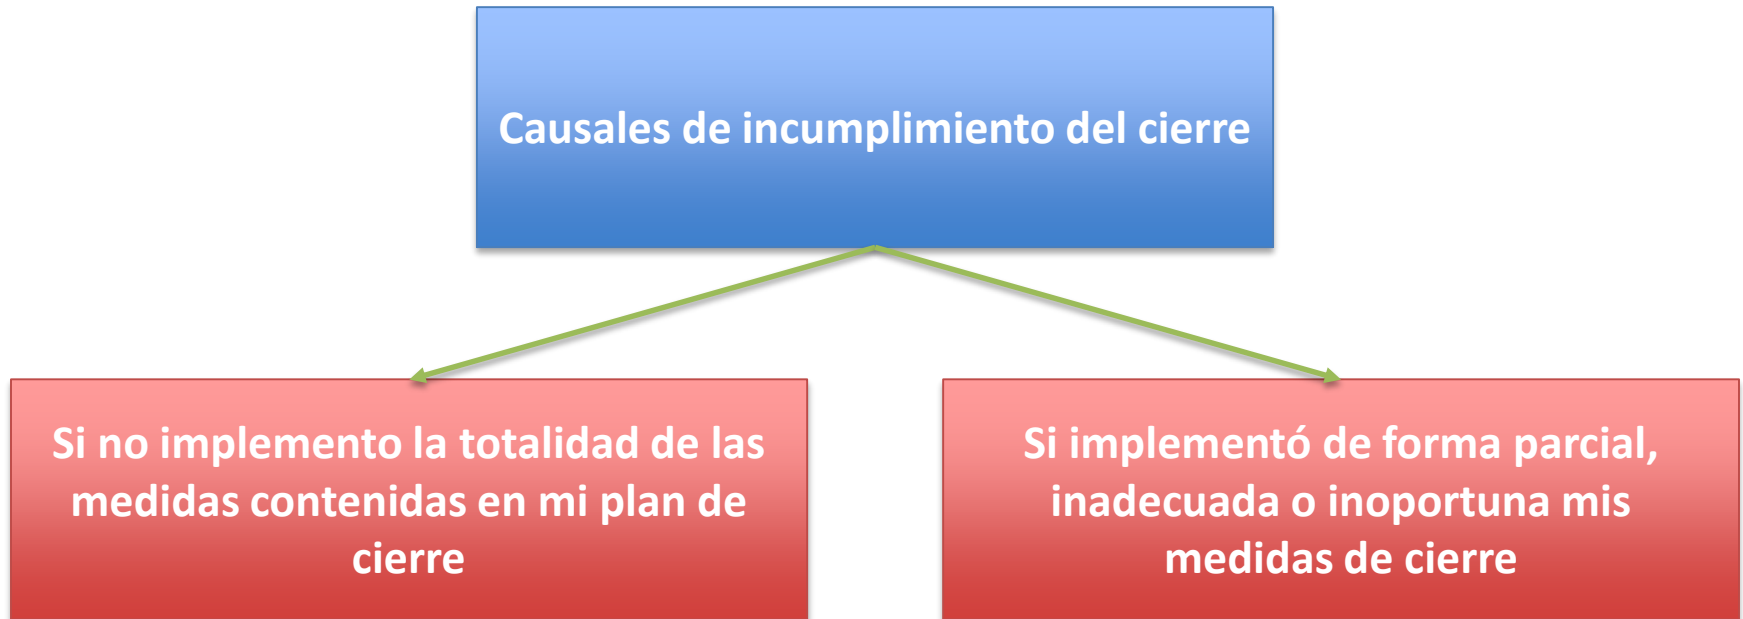 Causales de incumplimiento del cierre
Si no implemento la totalidad de las
medidas contenidas en mi plan de
cierre
Si implementó de forma parcial,
inadecuada o inoportuna mis
medidas de cierre